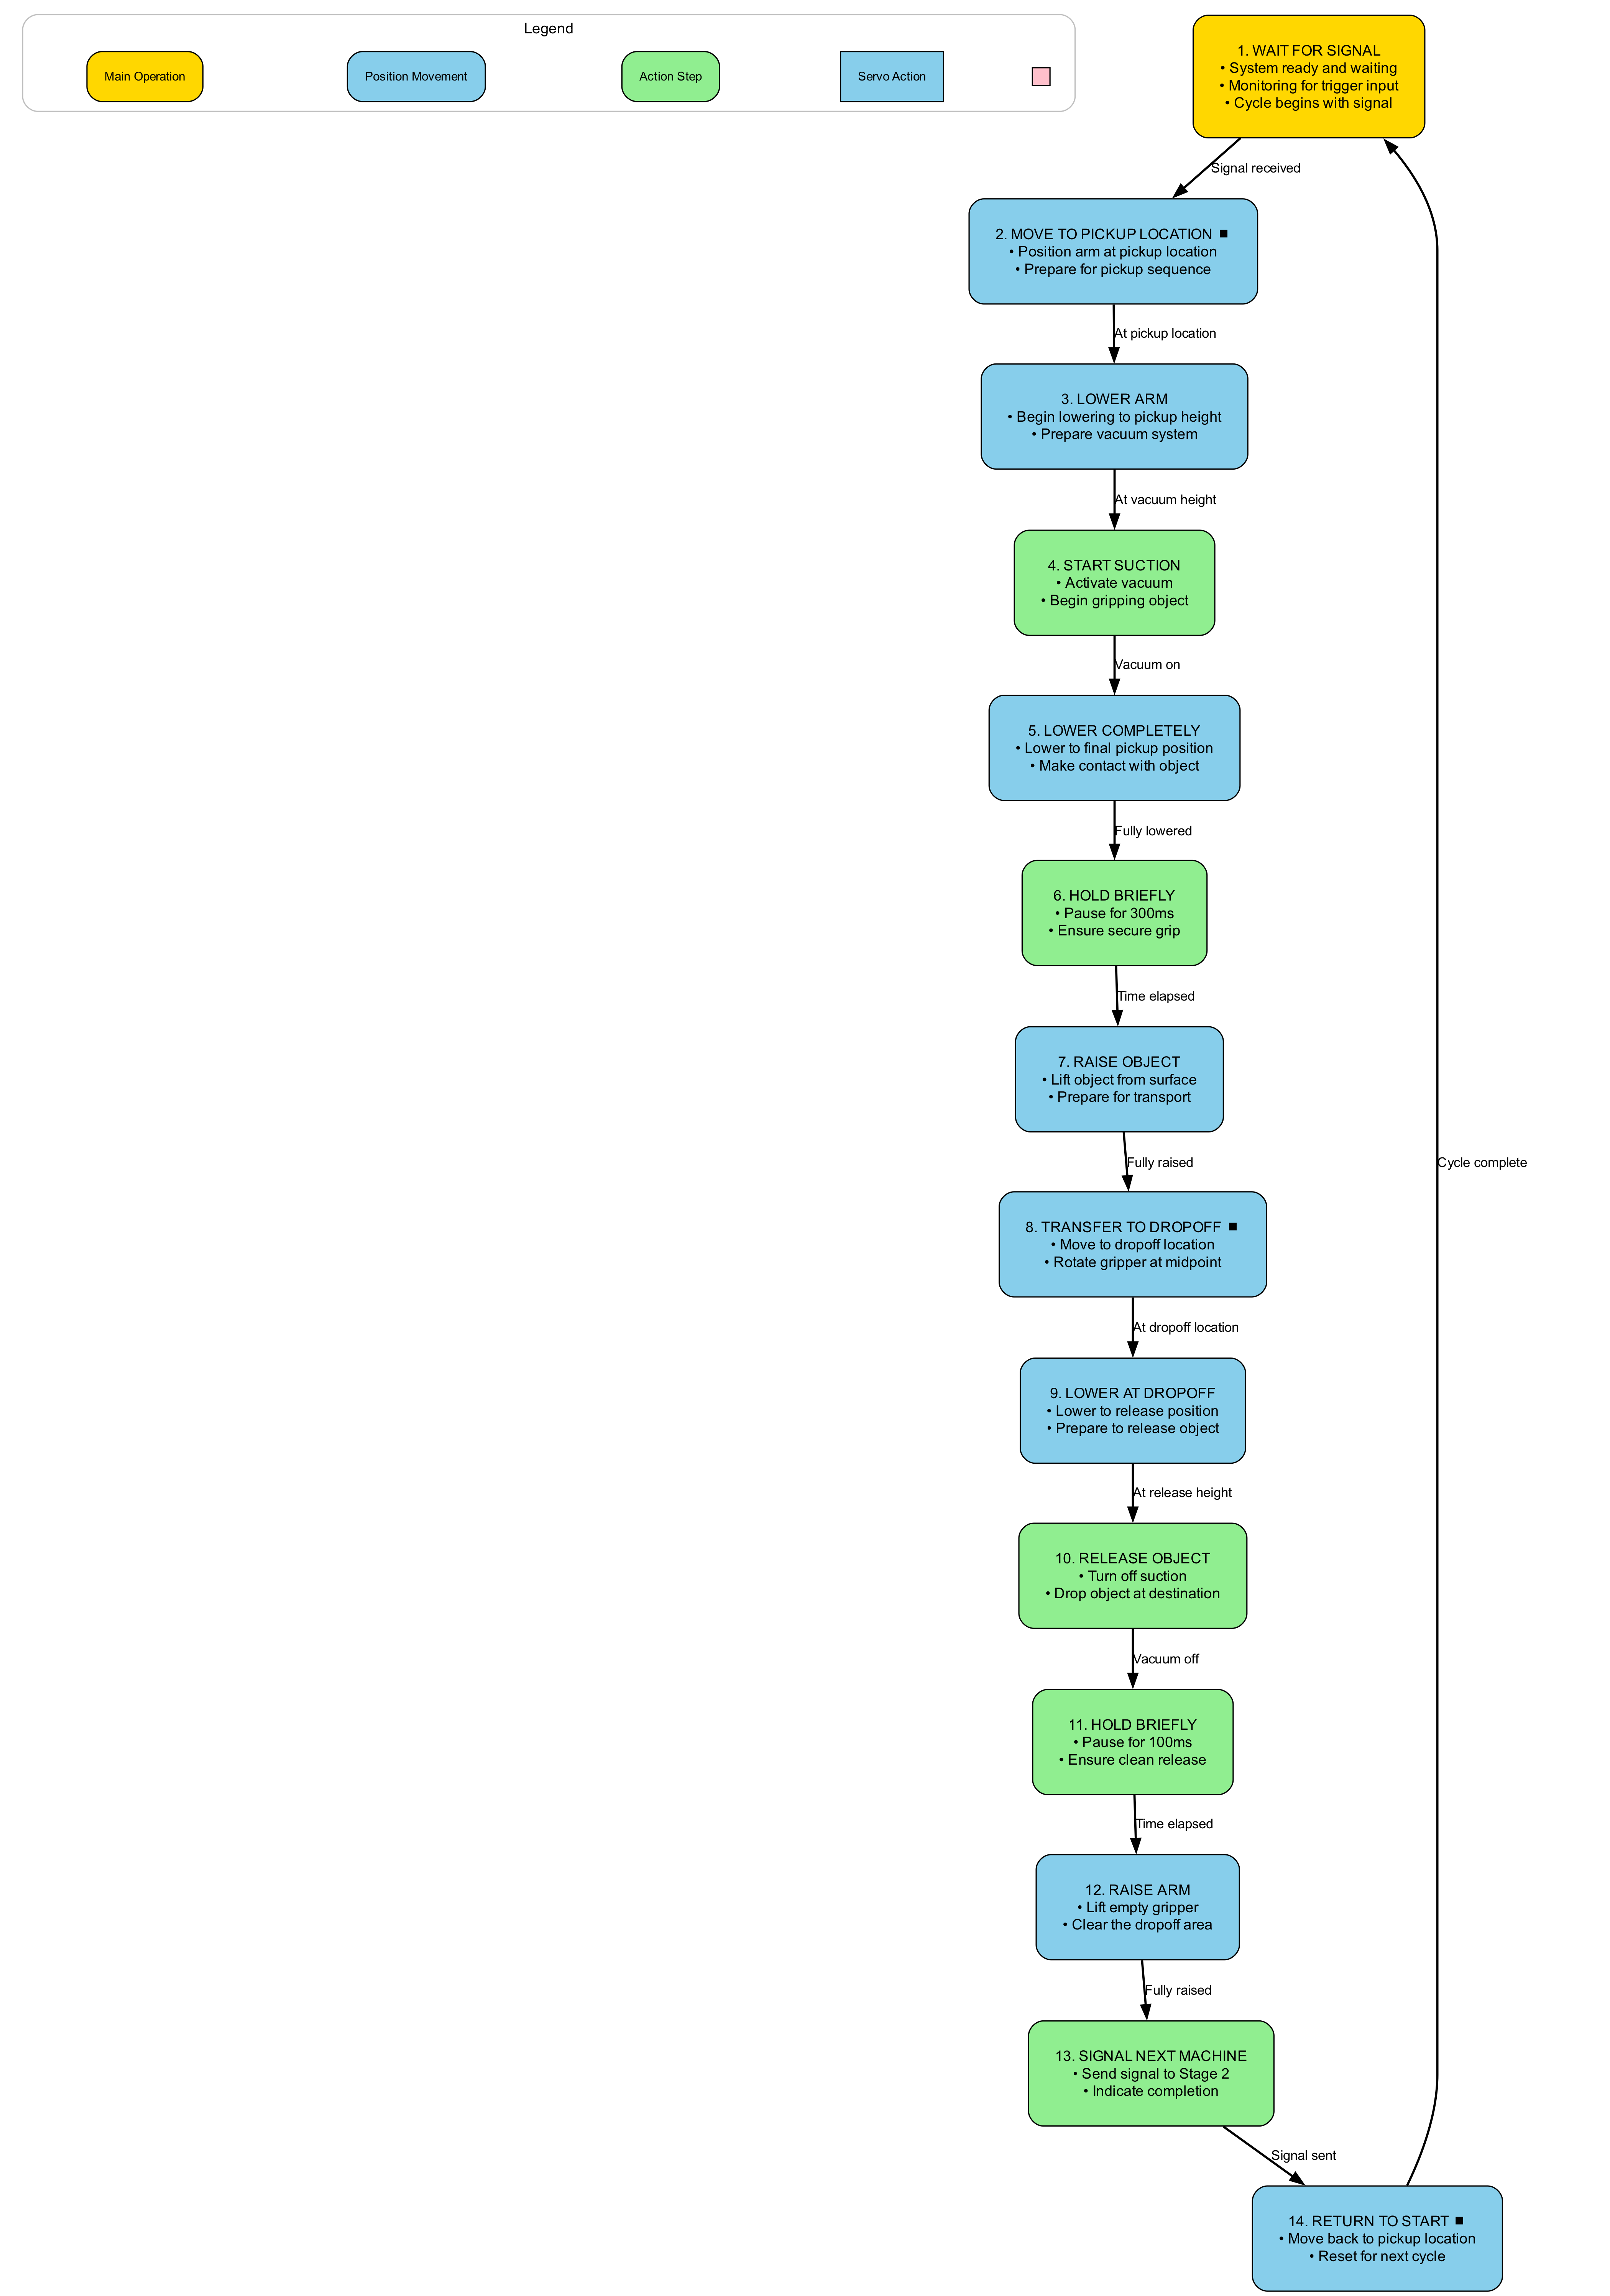 Legend
Main Operation
Position Movement
Action Step
Servo Action
1. WAIT FOR SIGNAL
• System ready and waiting
• Monitoring for trigger input
• Cycle begins with signal
Signal received
2. MOVE TO PICKUP LOCATION ■
• Position arm at pickup location
• Prepare for pickup sequence
At pickup location
3. LOWER ARM
• Begin lowering to pickup height
• Prepare vacuum system
At vacuum height
4. START SUCTION
• Activate vacuum
• Begin gripping object
Vacuum on
5. LOWER COMPLETELY
• Lower to final pickup position
• Make contact with object
Fully lowered
6. HOLD BRIEFLY
• Pause for 300ms
• Ensure secure grip
Time elapsed
7. RAISE OBJECT
• Lift object from surface
• Prepare for transport
Fully raised
Cycle complete
8. TRANSFER TO DROPOFF ■
• Move to dropoff location
• Rotate gripper at midpoint
At dropoff location
9. LOWER AT DROPOFF
• Lower to release position
• Prepare to release object
At release height
10. RELEASE OBJECT
• Turn off suction
• Drop object at destination
Vacuum off
11. HOLD BRIEFLY
• Pause for 100ms
• Ensure clean release
Time elapsed
12. RAISE ARM
• Lift empty gripper
• Clear the dropoff area
Fully raised
13. SIGNAL NEXT MACHINE
• Send signal to Stage 2
• Indicate completion
Signal sent
14. RETURN TO START ■
• Move back to pickup location
• Reset for next cycle